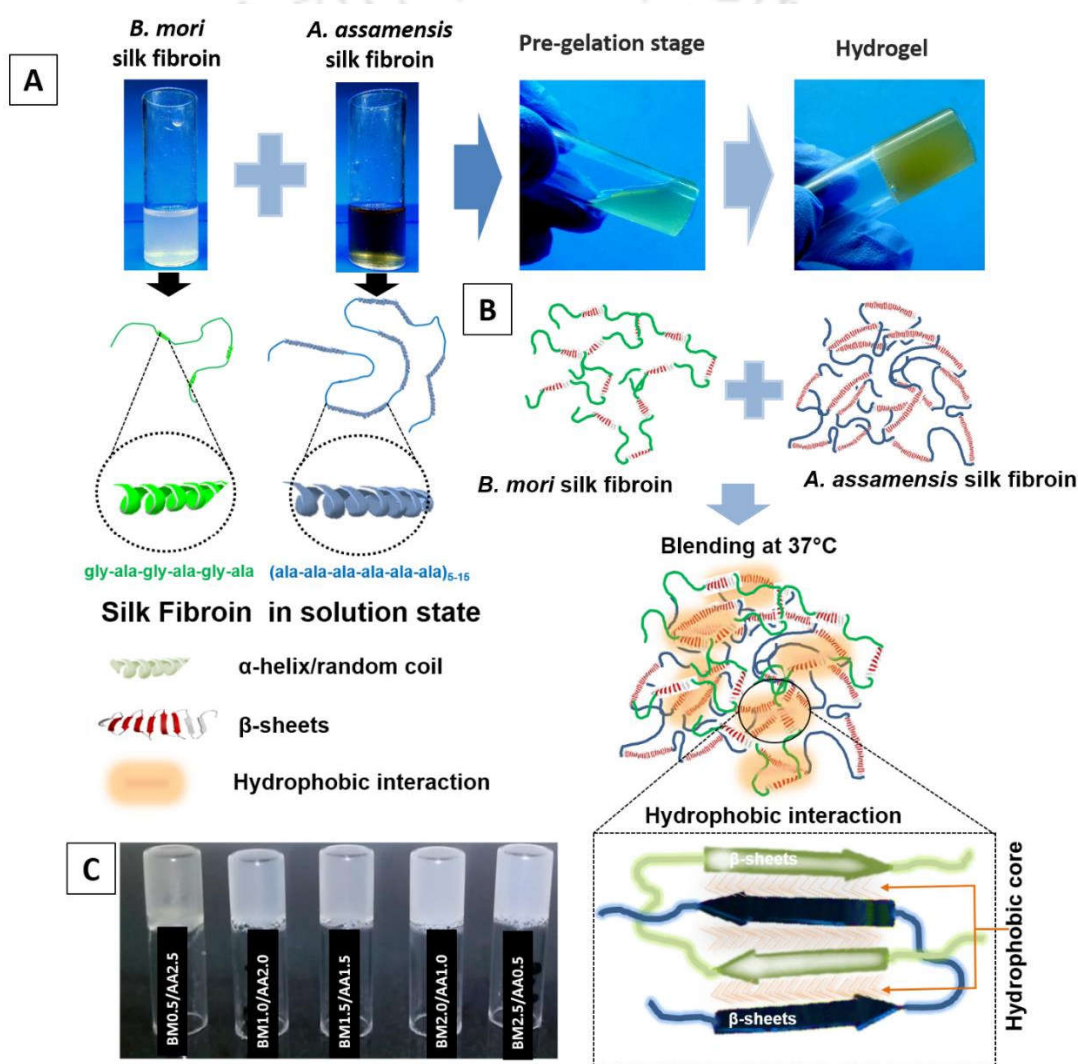 B. mori
silk fibroin
A. assamensis
silk fibroin
Pre-gelation stage
Hydrogel
A
B
gly-ala-gly-ala-gly-ala
(ala-ala-ala-ala-ala-ala)5-15
Silk Fibroin in solution state
α-helix/random coil
β-sheets
Hydrophobic interaction
B. mori silk fibroin
A. assamensis silk fibroin
Blending at 37°C
Hydrophobic interaction
β-sheets
β-sheets
Hydrophobic core
C
BM0.5/AA2.5
BM1.0/AA2.0
BM1.5/AA1.5
BM2.0/AA1.0
BM2.5/AA0.5